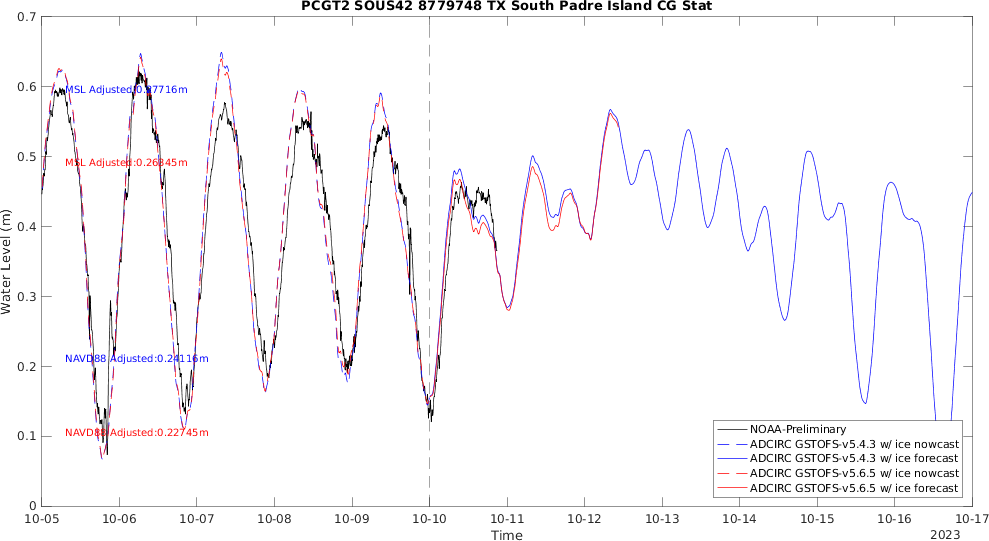 PCGT2 SOUS42 8779748 TX South Padre Island CG Stat
0.7
0.6
0.5
0.4
0.3
0.2
0.1
0
Water Level (m)
MSL Adjusted:0.27716m
MSL Adjusted:0.26345m
NAVD88 Adjusted:0.24116m
NAVD88 Adjusted:0.22745m
NOAA-Preliminary
ADCIRC GSTOFS-v5.4.3 w/ ice nowcast
ADCIRC GSTOFS-v5.4.3 w/ ice forecast
ADCIRC GSTOFS-v5.6.5 w/ ice nowcast
ADCIRC GSTOFS-v5.6.5 w/ ice forecast
10-05 10-06 10-07 10-08 10-09 10-10 10-11 10-12 10-13 10-14 10-15 10-16 10-17
Time
2023